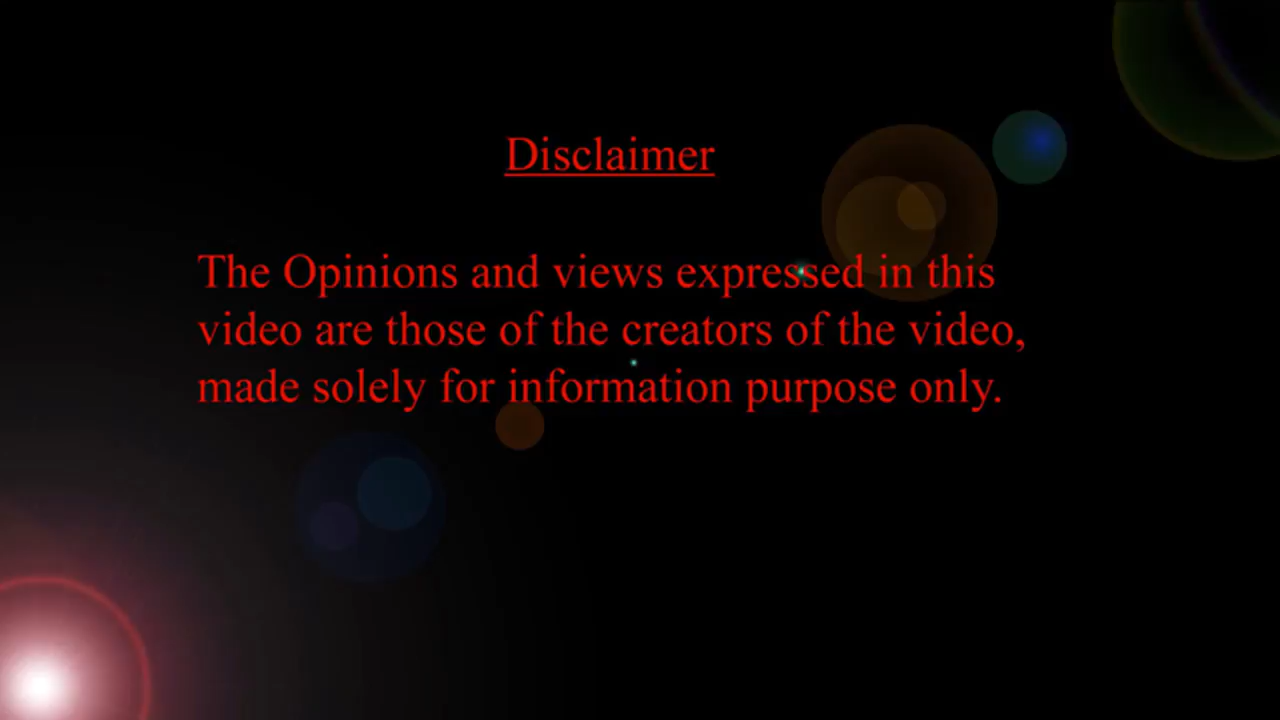 Disclaimer
The Opinions and views expressed in this
video are those of the creators of the video,
made solely for information purpose only.